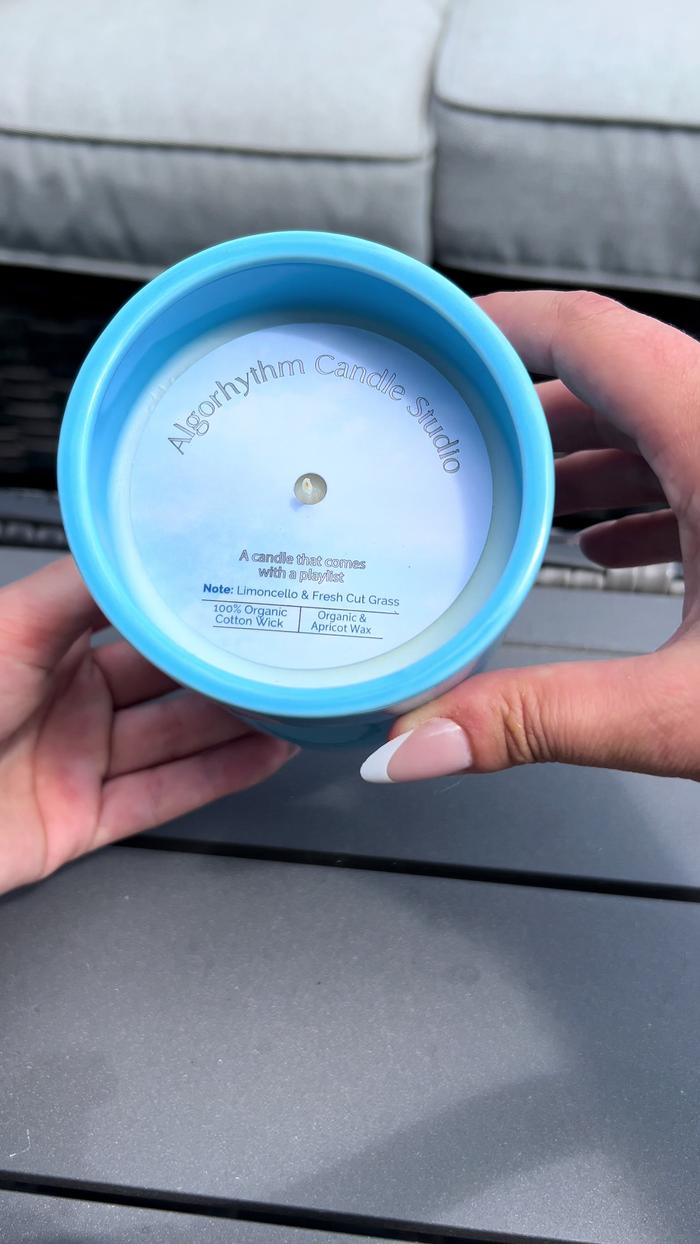 Algorhythm Candle Studio
A candle that comes
with a playlist
Note: Limoncello & Fresh Cut Grass
100% Organic
Cotton Wick
Organic &
Apricot Wax